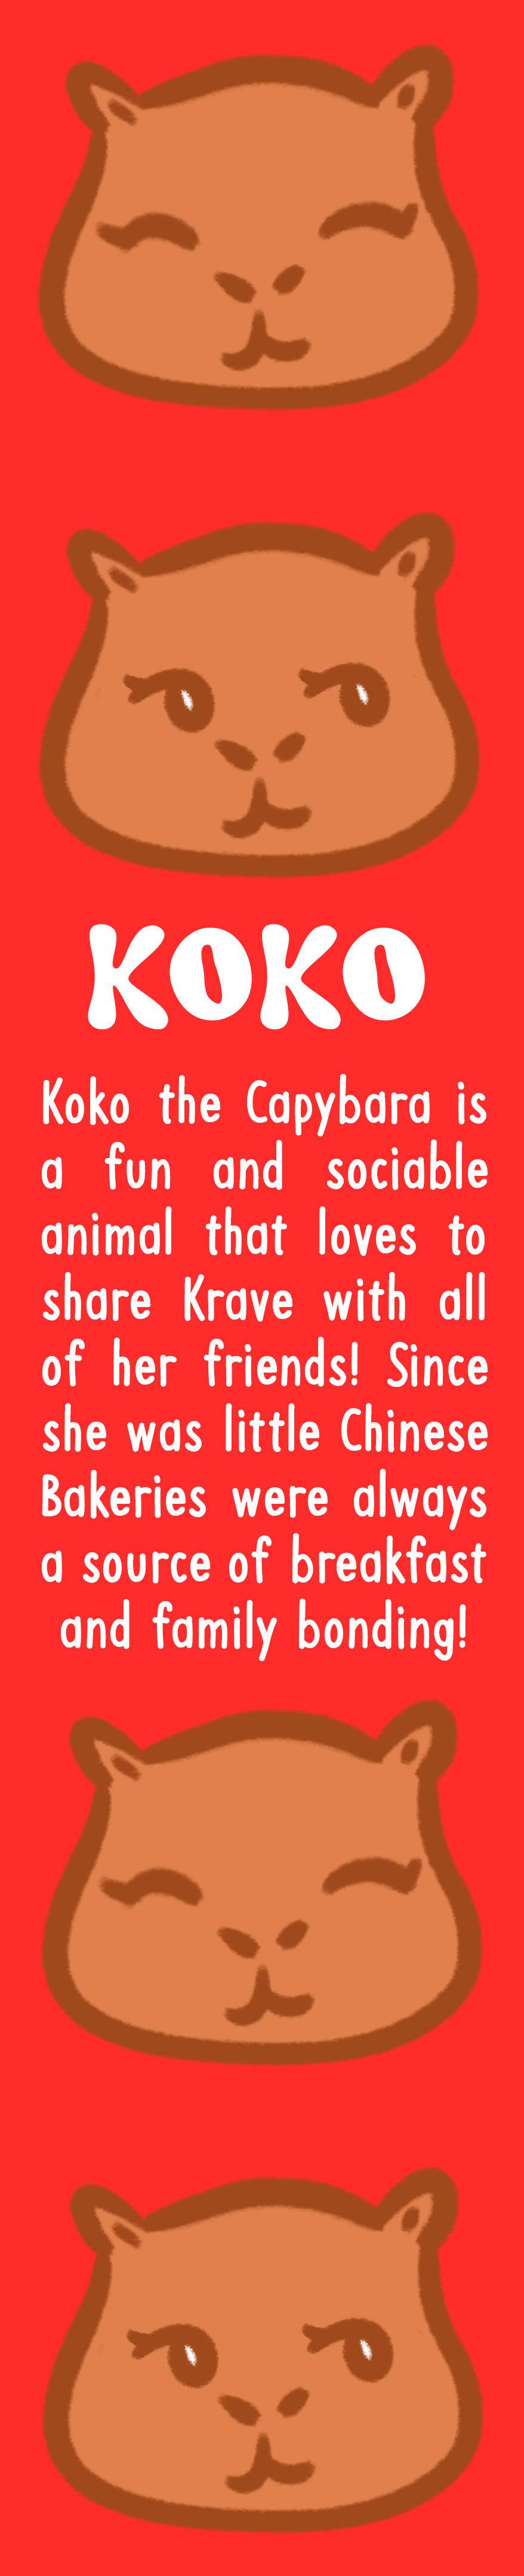 KOKO
Koko the Capybara is
a fun and sociable
animal that loves to
share Krave with all
of her friends! Since
she was little Chinese
Bakeries were always
a source of breakfast
and family bonding!